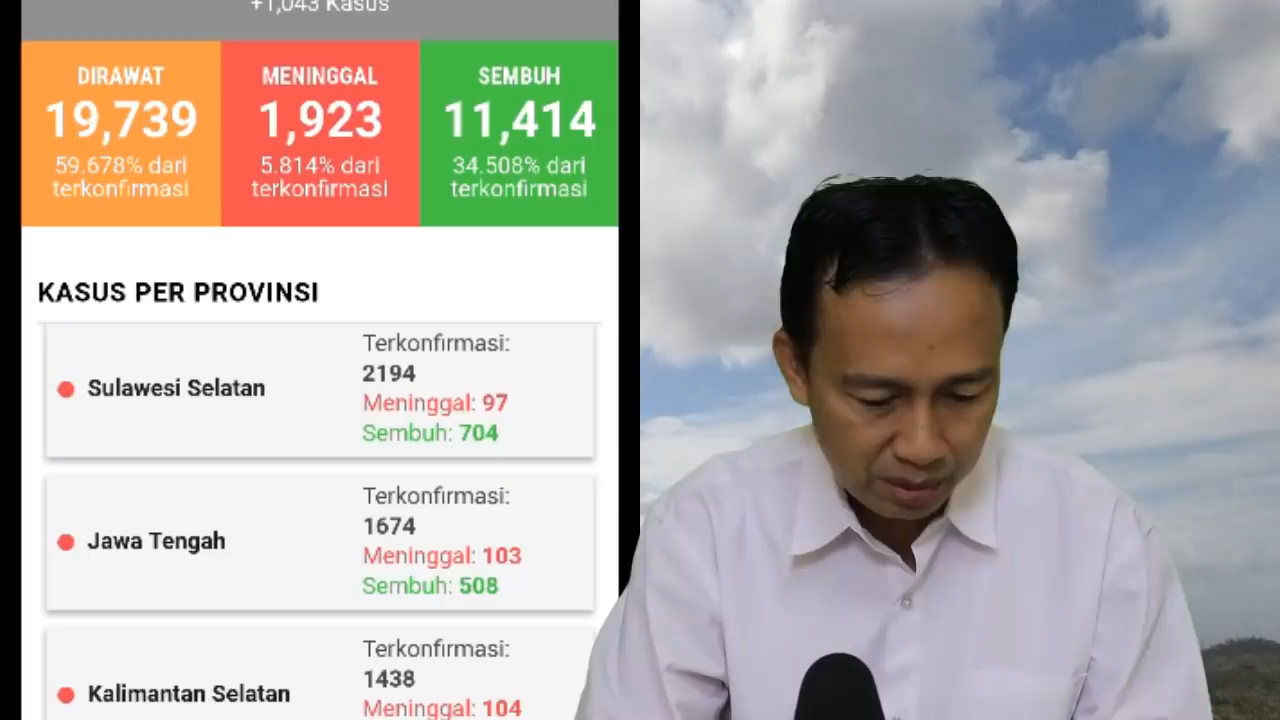 +1,043 Kasus
DIRAWAT
19,739
59.678% dari
terkonfirmasi
MENINGGAL
1,923
5.814% dari
terkonfirmasi
SEMBUH
11,414
34.508% dari
terkonfirmasi
KASUS PER PROVINSI
Sulawesi Selatan
Terkonfirmasi:
2194
Meninggal: 97
Sembuh: 704
Jawa Tengah
Terkonfirmasi:
1674
Meninggal: 103
Sembuh: 508
Kalimantan Selatan
Terkonfirmasi:
1438
Meninggal: 104